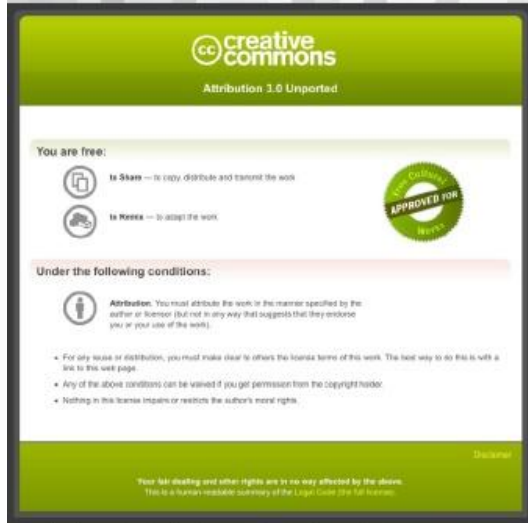 cc creative
commons
Attribution 3.0 Unported
You are free:
to Share — to copy, distribute and transmit the work
to Remix — to adapt the work
Free Cultural
APPROVED FOR
Works
Under the following conditions:
Attribution. You must attribute the work in the manner specified by the
author or licensor (but not in any way that suggests that they endorse
you or your use of the work).
For any reuse or distribution, you must make clear to others the license terms of this work. The best way to do this is with a
link to this web page.
Any of the above conditions can be waived if you get permission from the copyright holder.
Nothing in this license impairs or restricts the author's moral rights.
Disclaimer
Your fair dealing and other rights are in no way affected by the above.
This is a human-readable summary of the Legal Code (the full license).